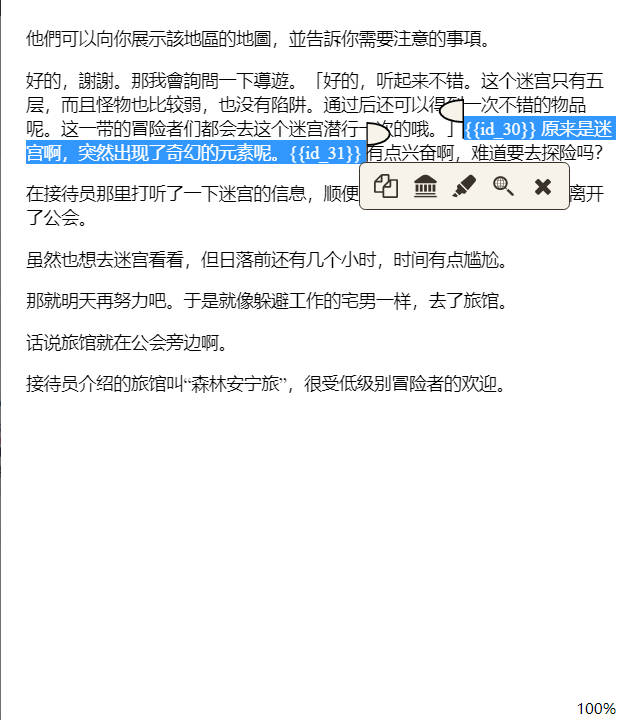 他們可以向你展示該地區的地圖，並告訴你需要注意的事項。
好的，謝謝。那我會詢問一下導遊。「好的，听起来不错。这个迷宫只有五
层，而且怪物也比较弱，也没有陷阱。通过后还可以得到一次不错的物品
呢。这一带的冒险者们都会去这个迷宫潜行一次的哦。」{{id_30}} 原来是迷
宫啊，突然出现了奇幻的元素呢。{{id_31}} 有点兴奋啊，难道要去探险吗？
在接待员那里打听了一下迷宫的信息，顺便 离开
了公会。
虽然也想去迷宫看看，但日落前还有几个小时，时间有点尴尬。
那就明天再努力吧。于是就像躲避工作的宅男一样，去了旅馆。
话说旅馆就在公会旁边啊。
接待员介绍的旅馆叫“森林安宁旅”，很受低级别冒险者的欢迎。
100%